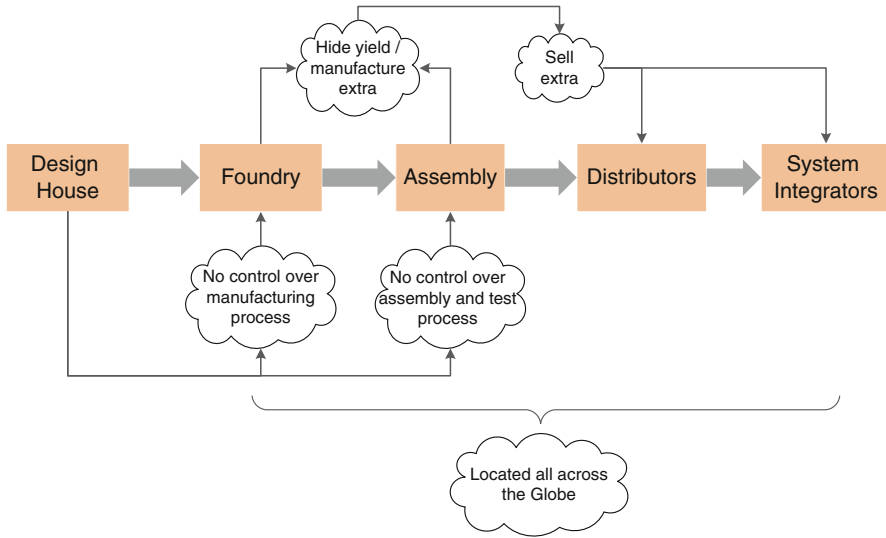 Hide yield /
manufacture
extra
Sell
extra
Design
House
Foundry
Assembly
Distributors
System
Integrators
No control over
manufacturing
process
No control over
assembly and test
process
Located all across
the Globe